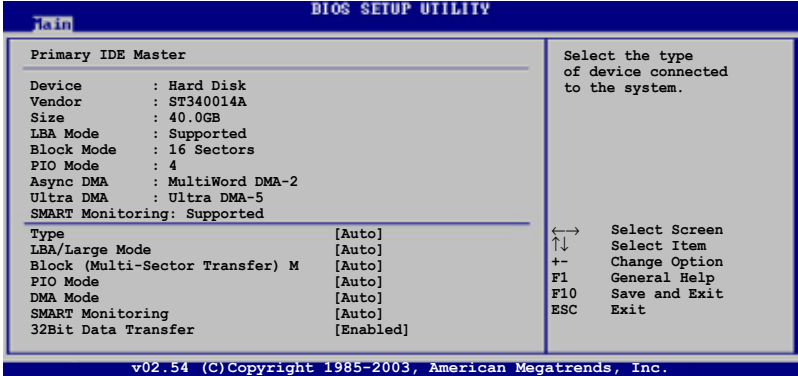 BIOS SETUP UTILITY
Main
Primary IDE Master
Device : Hard Disk
Vendor : ST340014A
Size : 40.0GB
LBA Mode : Supported
Block Mode : 16 Sectors
PIO Mode : 4
Async DMA : MultiWord DMA-2
Ultra DMA : Ultra DMA-5
SMART Monitoring: Supported
Type [Auto]
LBA/Large Mode [Auto]
Block (Multi-Sector Transfer) M [Auto]
PIO Mode [Auto]
DMA Mode [Auto]
SMART Monitoring [Auto]
32Bit Data Transfer [Enabled]
Select the type
of device connected
to the system.
←→ Select Screen
↑↓ Select Item
+- Change Option
F1 General Help
F10 Save and Exit
ESC Exit
v02.54 (C)Copyright 1985-2003, American Megatrends, Inc.